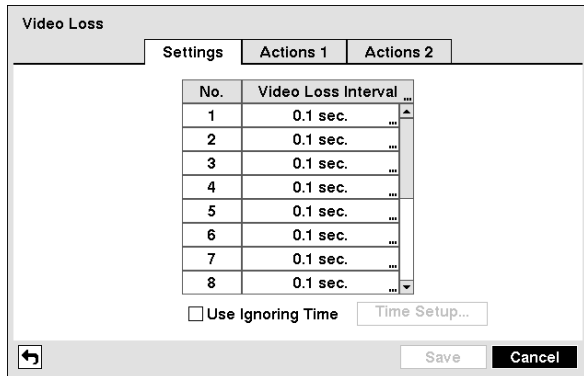 Video Loss
Settings Actions 1 Actions 2
No. Video Loss Interval ...
1 0.1 sec. ...
2 0.1 sec. ...
3 0.1 sec. ...
4 0.1 sec. ...
5 0.1 sec. ...
6 0.1 sec. ...
7 0.1 sec. ...
8 0.1 sec. ...
Use Ignoring Time Time Setup...
Save Cancel